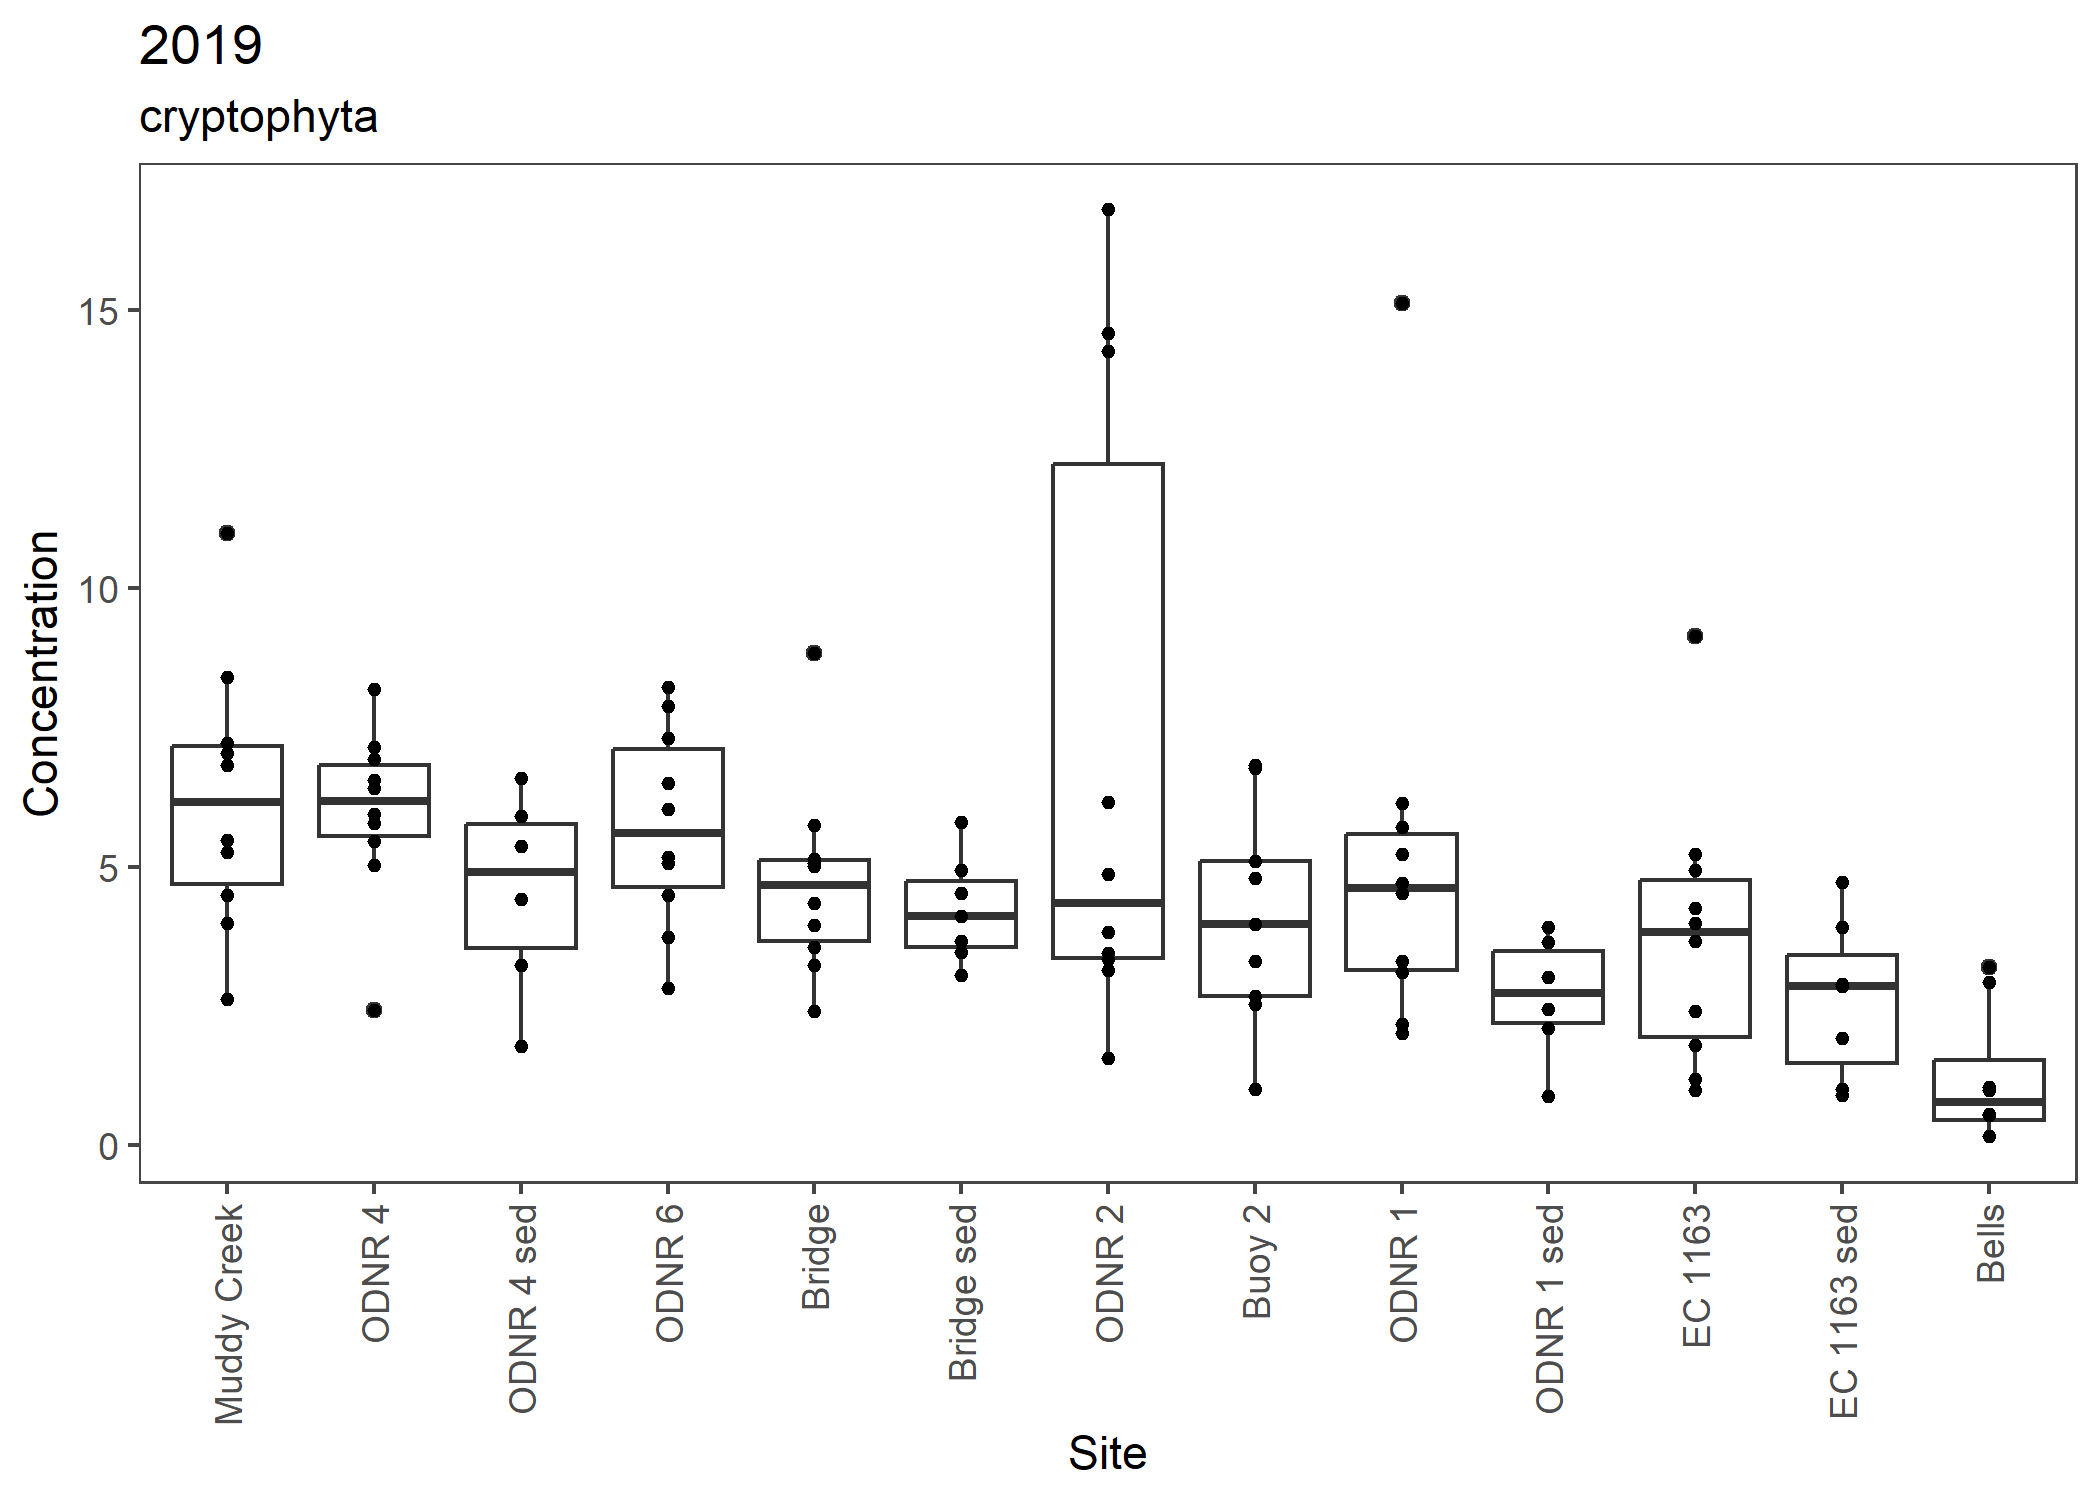 2019
cryptophyta
Concentration
15
10
5
0
Muddy Creek
ODNR 4
ODNR 4 sed
ODNR 6
Bridge
Bridge sed
ODNR 2
Buoy 2
ODNR 1
ODNR 1 sed
EC 1163
EC 1163 sed
Bells
Site